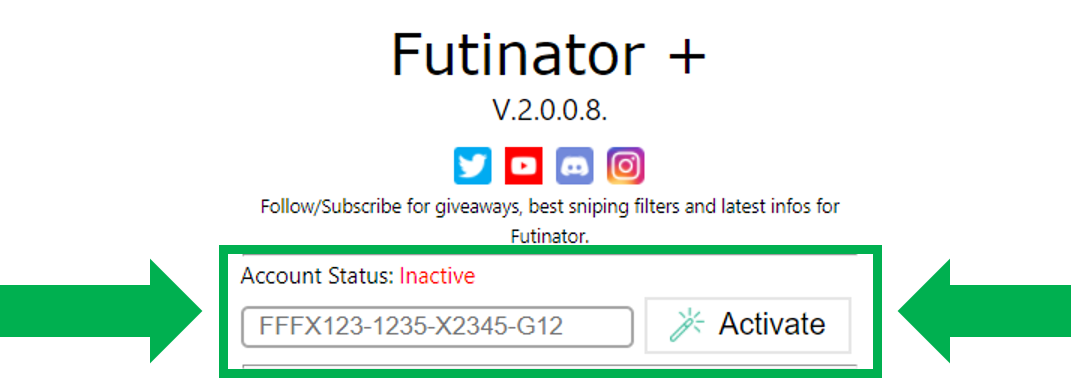 Futinator +
V.2.0.0.8.
Follow/Subscribe for giveaways, best sniping filters and latest infos for
Futinator.
Account Status: Inactive
FFFX123-1235-X2345-G12
Activate